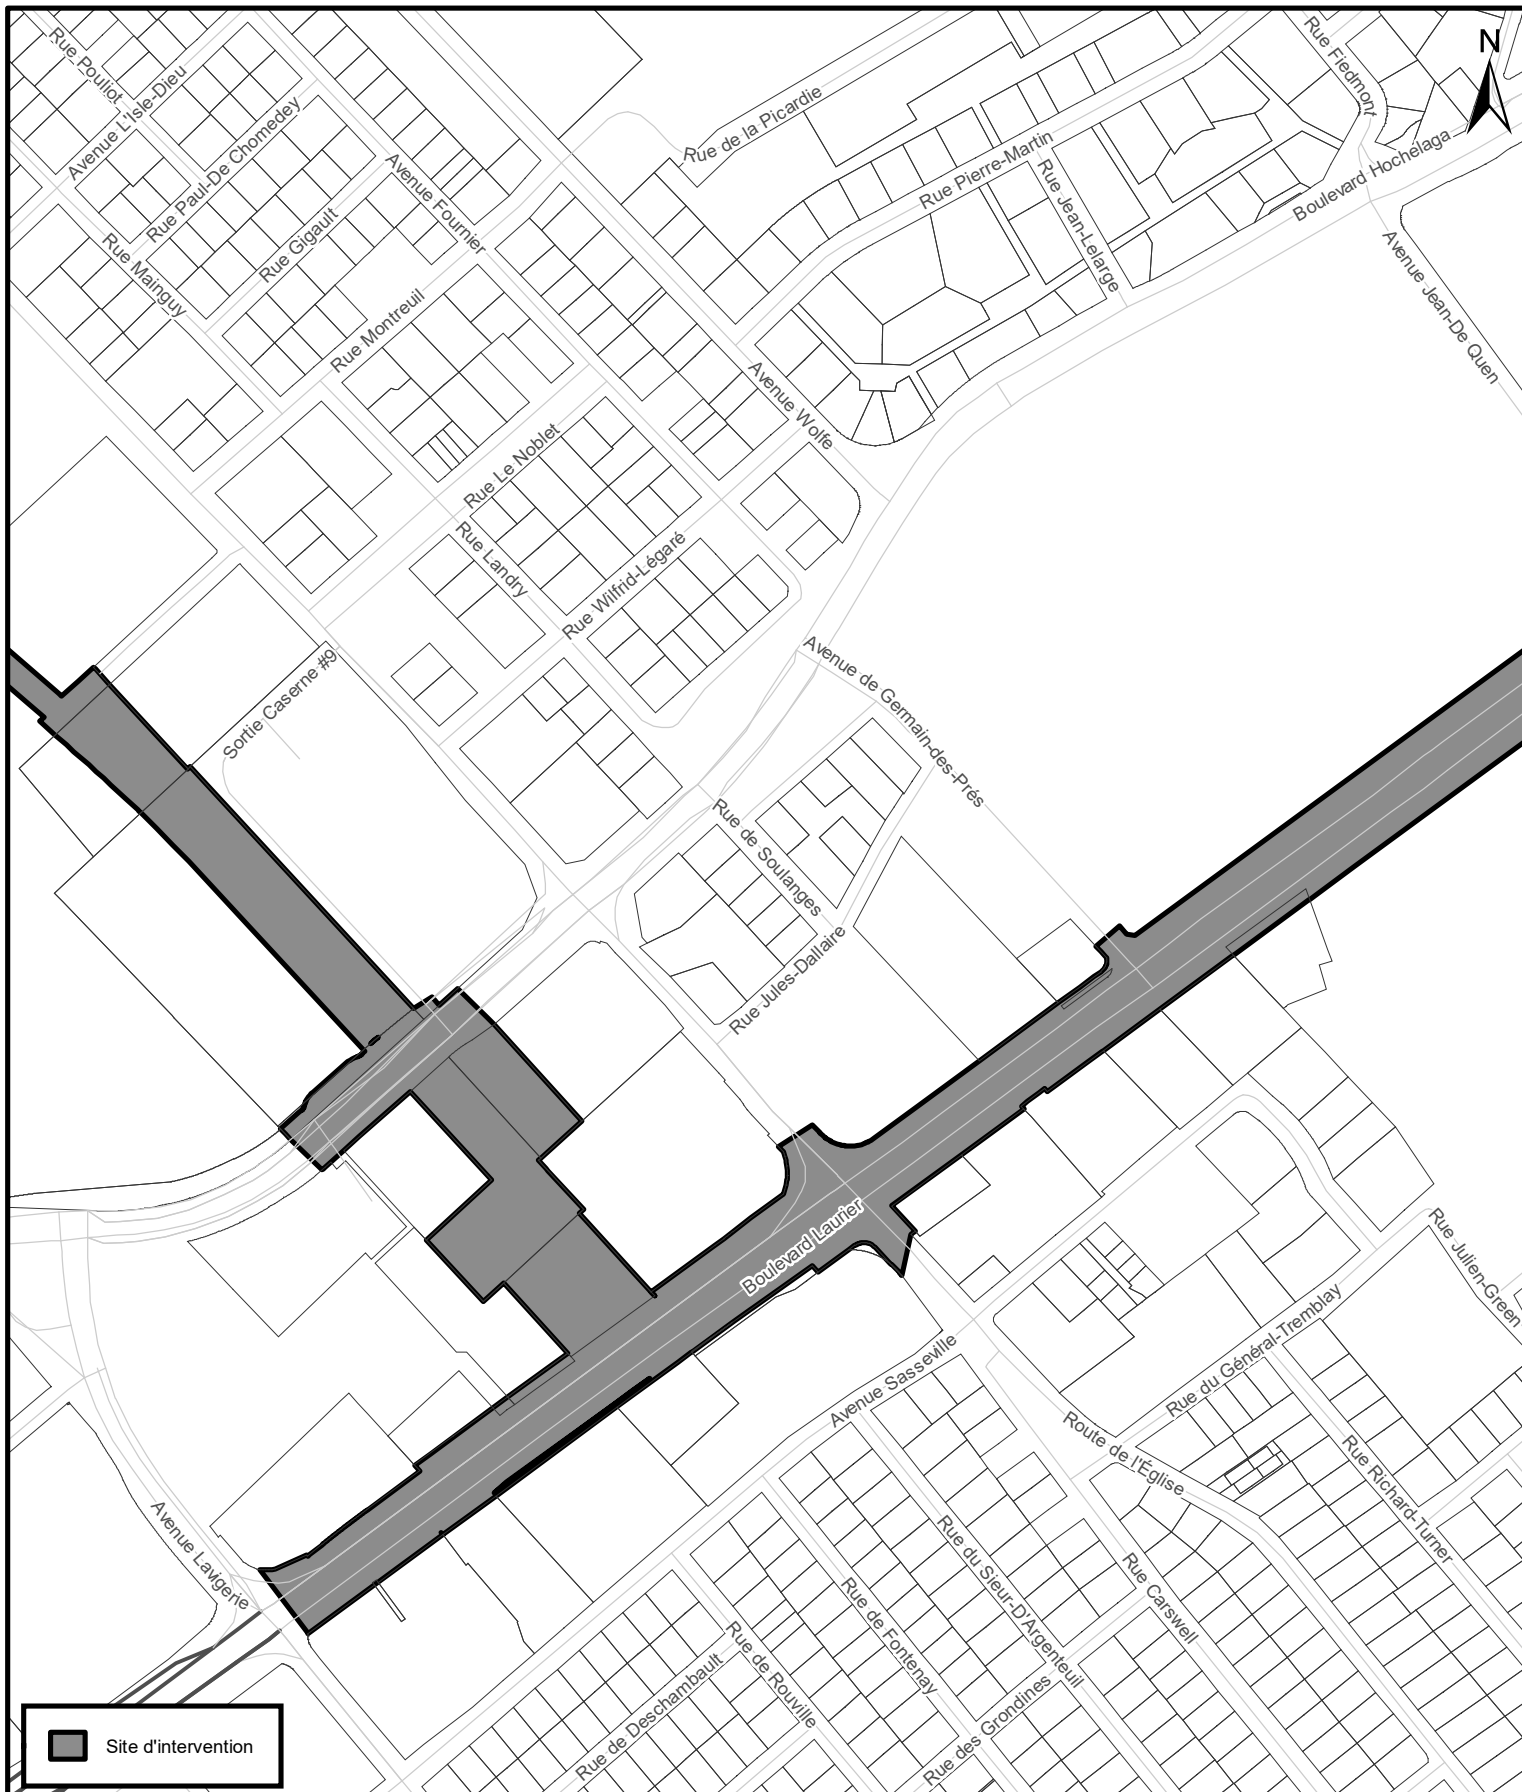 Rue Pouliot
Avenue L'Isle-Dieu
Rue Paul-De Chomedey
Rue Mainguy
Rue Gigault
Avenue Fournier
Rue Montreuil
Rue de la Picardie
Rue Pierre-Martin
Rue Jean-Lelarge
Rue Fiedmont
N
Boulevard Hochelaga
Avenue Jean-De Quen
Avenue Wolfe
Rue Le Noblet
Rue Landry
Rue Wilfrid-Légaré
Sortie Caserne #9
Avenue de Germain-des-Prés
Rue de Soulanges
Rue Jules-Dallaire
Boulevard Laurier
Rue Julien-Green
Rue du Général-Tremblay
Avenue Sasseville
Route de l'Église
Rue Richard-Turner
Avenue Lavigerie
Rue du Sieur-D'Argenteuil
Rue Carswell
Rue de Fontenay
Rue de Rouville
Rue de Deschambault
Rue des Grondines
Site d'intervention